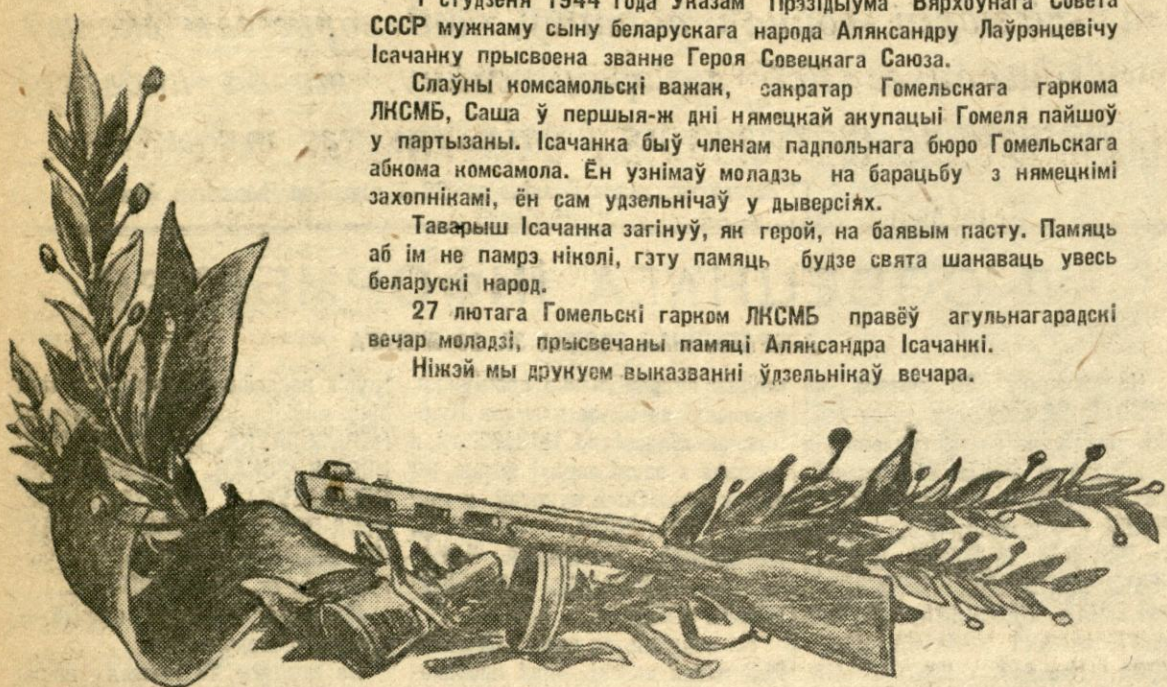 студзеня 1944 года Указам Прэзідыума Вярхоўнага Совета
СССР мужнаму сыну беларускага народа Аляксандру Лаўрэнцевічу
Ісачанку прысвоена званне Героя Совецкага Саюза.
Слаўны комсамольскі важак, сакратар Гомельскага гаркома
ЛКСМБ, Саша ў першыя-ж дні нямецкай акупацыі Гомеля пайшоў
у партызаны. Ісачанка быў членам падпольнага бюро Гомельскага
абкома комсамола. Ён узнімаў моладзь на барацьбу з нямецкімі
захопнікамі, ён сам удзельнічаў у дыверсіях.
Таварыш Ісачанка загінуў, як герой, на баявым пасту. Памяць
аб ім не памрэ ніколі, гэту памяць будзе свята шанаваць увесь
беларускі народ.
27 лютага Гомельскі гарком ЛКСМБ правёў агульнагарадскі
вечар моладзі, прысвечаны памяці Аляксандра Ісачанкі.
Ніжэй мы друкуем выказванні ўдзельнікаў вечара.